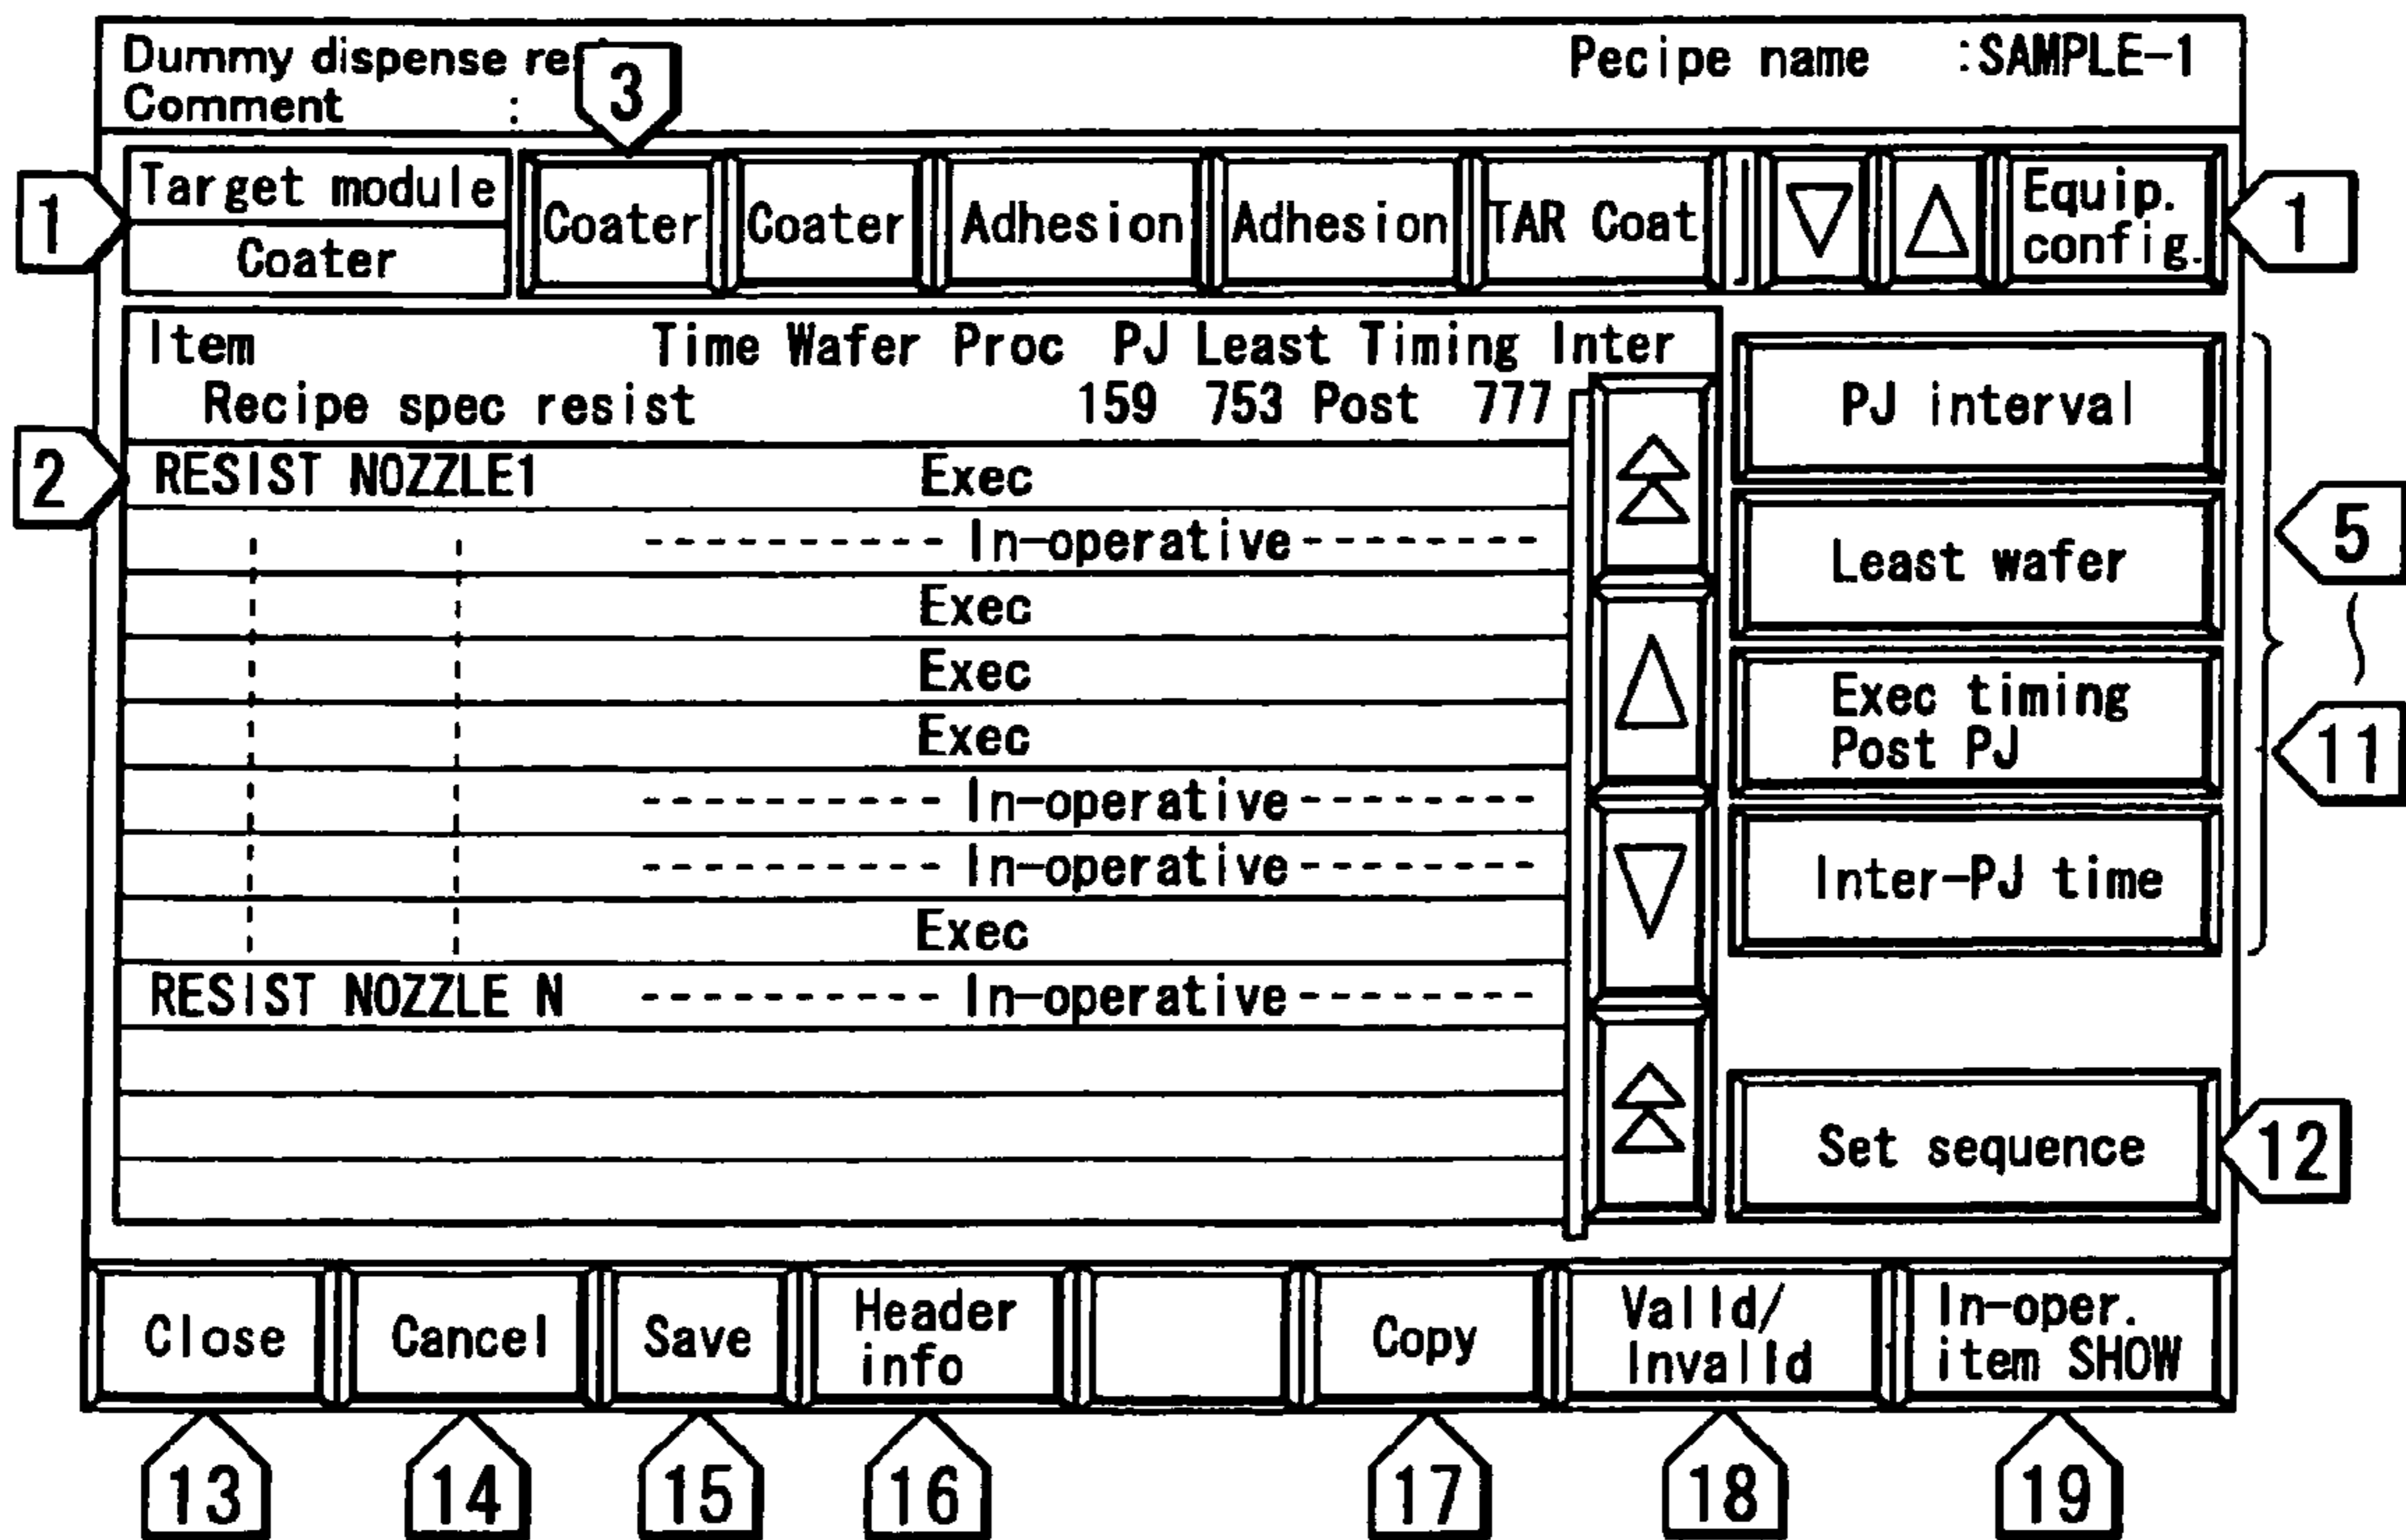 Dummy dispense re
Pecipe name :SAMPLE-1
Comment :
3
1
Target module
Coater
Coater
Coater
Adhesion
Adhesion
TAR Coat
Equip.
config.
1
Item Time Wafer Proc PJ Least Timing Inter
Recipe spec resist 159 753 Post 777
2
RESIST NOZZLE1 Exec
---------- In-operative--------
Exec
Exec
Exec
---------- In-operative--------
---------- In-operative--------
Exec
RESIST NOZZLE N ---------- In-operative--------
PJ interval
Least wafer
Exec timing
Post PJ
Inter-PJ time
5
11
Set sequence
12
Close
Cancel
Save
Header
info
Copy
Valld/
Invalld
In-oper.
item SHOW
13
14
15
16
17
18
19